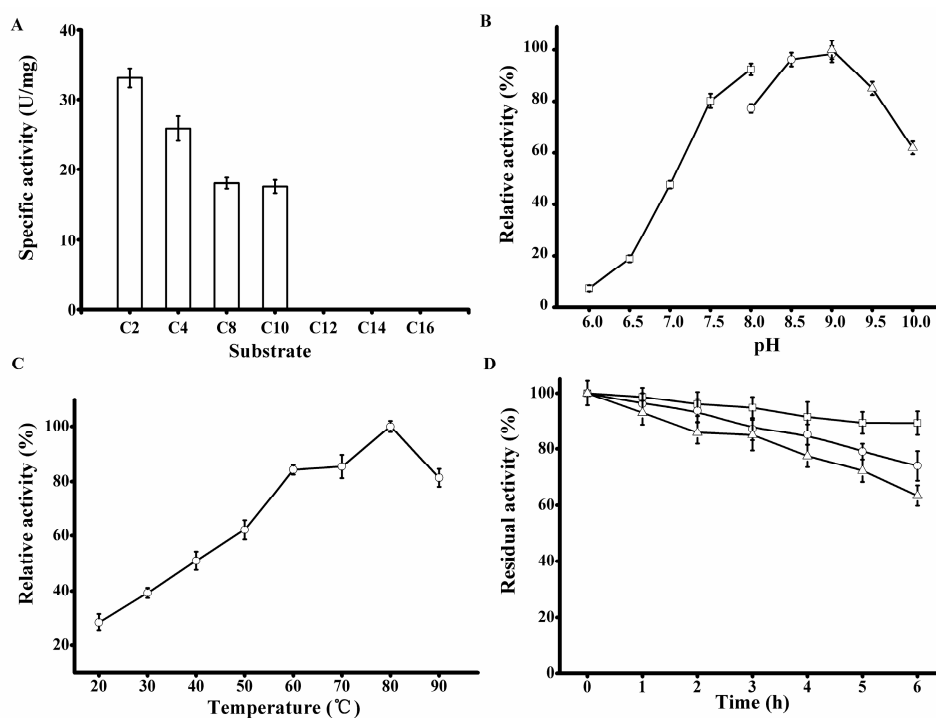 A
Specific activity (U/mg)
40
30
20
10
0
C2 C4 C8 C10 C12 C14 C16
Substrate
B
Relative activity (%)
100
80
60
40
20
0
6.0 6.5 7.0 7.5 8.0 8.5 9.0 9.5 10.0
pH
C
Relative activity (%)
100
80
60
40
20
20 30 40 50 60 70 80 90
Temperature (℃)
D
Residual activity (%)
100
80
60
40
20
0
0 1 2 3 4 5 6
Time (h)